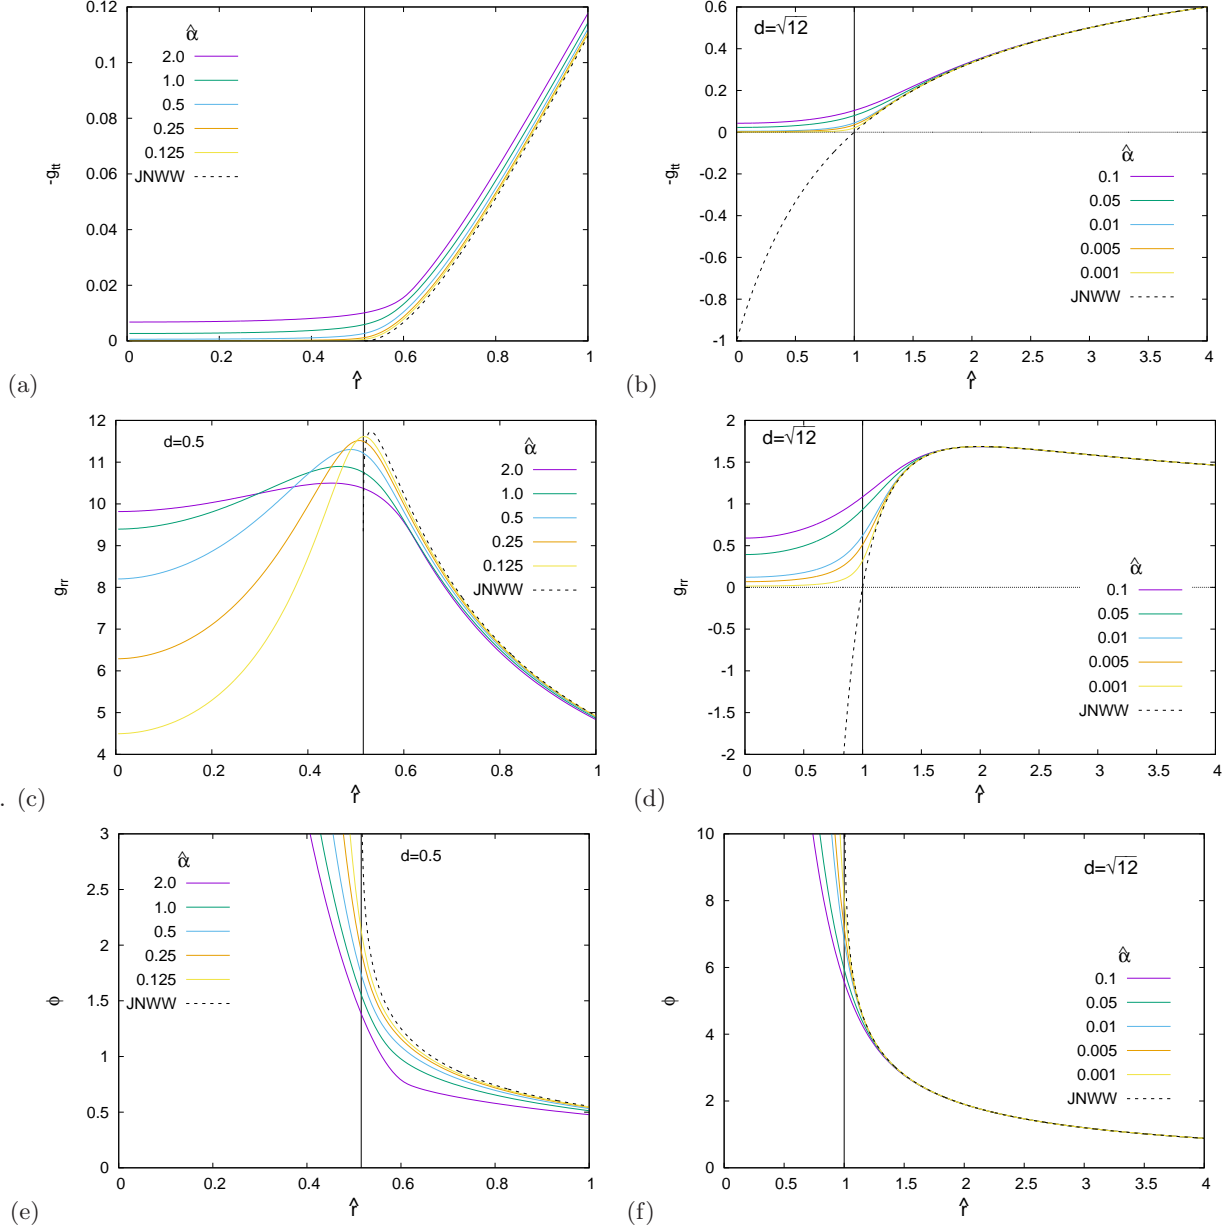 0.12
0.1
0.08
0.06
0.04
0.02
0
-g_tt
α̂
2.0
1.0
0.5
0.25
0.125
JNWW
0 0.2 0.4 0.6 0.8 1
r̂
(a)
0.6
0.4
0.2
0
-0.2
-0.4
-0.6
-0.8
-1
-g_tt
d=√12
α̂
0.1
0.05
0.01
0.005
0.001
JNWW
0 0.5 1 1.5 2 2.5 3 3.5 4
r̂
(b)
12
11
10
9
8
7
6
5
4
g_rr
d=0.5
α̂
2.0
1.0
0.5
0.25
0.125
JNWW
0 0.2 0.4 0.6 0.8 1
r̂
. (c)
2
1.5
1
0.5
0
-0.5
-1
-1.5
-2
g_rr
d=√12
α̂
0.1
0.05
0.01
0.005
0.001
JNWW
0 0.5 1 1.5 2 2.5 3 3.5 4
r̂
(d)
3
2.5
2
1.5
1
0.5
0
ϕ
α̂
2.0
1.0
0.5
0.25
0.125
JNWW
d=0.5
0 0.2 0.4 0.6 0.8 1
r̂
(e)
10
8
6
4
2
0
ϕ
d=√12
α̂
0.1
0.05
0.01
0.005
0.001
JNWW
0 0.5 1 1.5 2 2.5 3 3.5 4
r̂
(f)